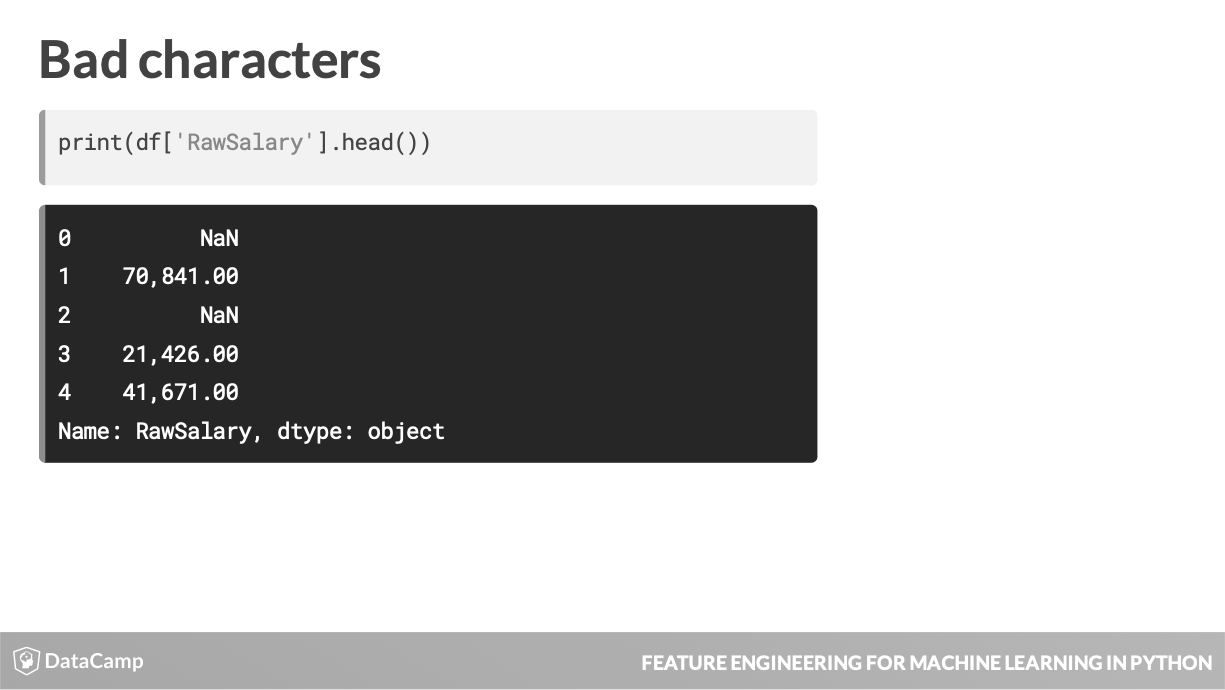 Bad characters
print(df['RawSalary'].head())
0          NaN
1    70,841.00
2          NaN
3    21,426.00
4    41,671.00
Name: RawSalary, dtype: object
DataCamp
FEATURE ENGINEERING FOR MACHINE LEARNING IN PYTHON